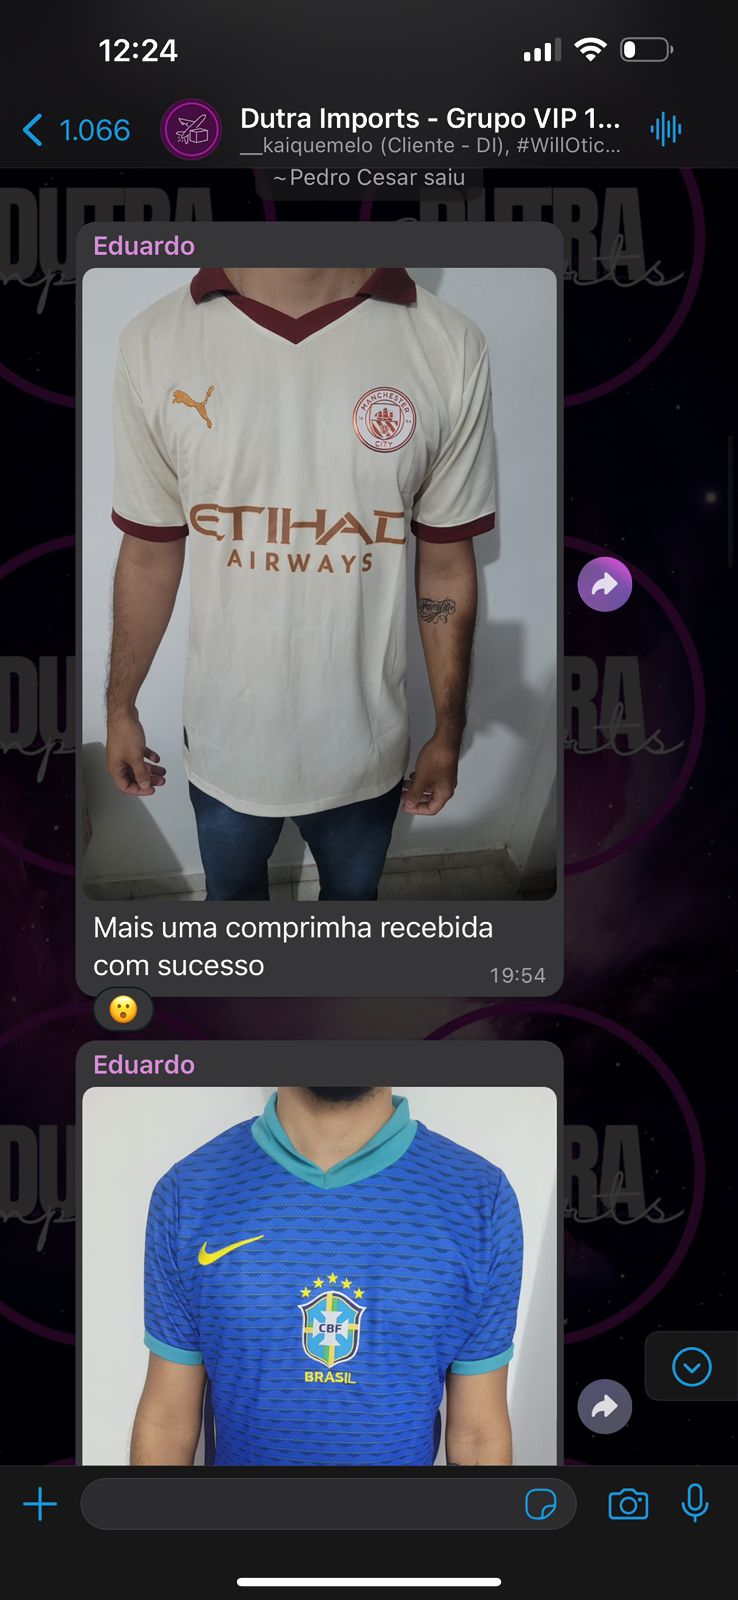 12:24
1.066
Dutra Imports - Grupo VIP 1...
__kaiquemelo (Cliente - DI), #WillOtic...
~Pedro Cesar saiu
Eduardo
MANCHESTER
CITY
ETIHAD
AIRWAYS
Familia
Mais uma comprimha recebida
com sucesso
19:54
Eduardo
CBF
BRASIL